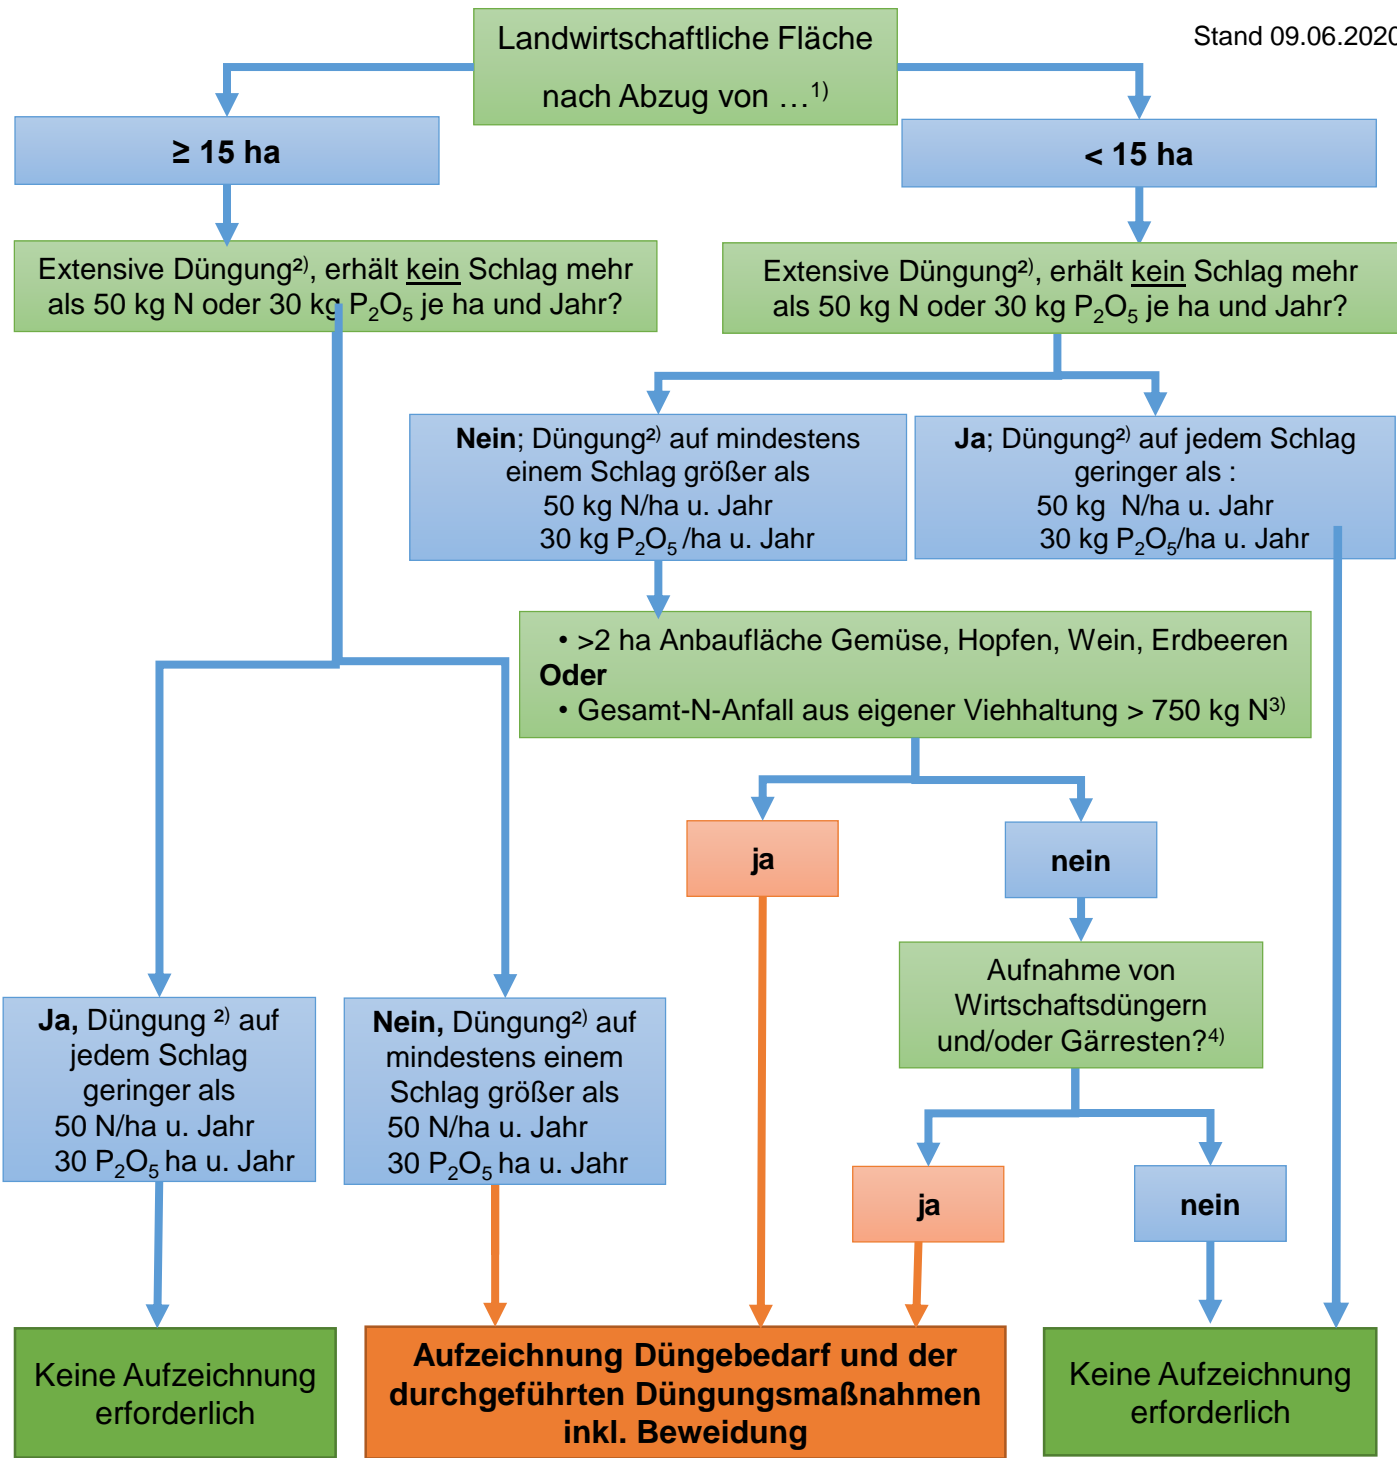 Landwirtschaftliche Fläche
nach Abzug von …¹⁾
Stand 09.06.2020
≥ 15 ha
< 15 ha
Extensive Düngung²⁾, erhält kein Schlag mehr
als 50 kg N oder 30 kg P₂O₅ je ha und Jahr?
Extensive Düngung²⁾, erhält kein Schlag mehr
als 50 kg N oder 30 kg P₂O₅ je ha und Jahr?
Nein; Düngung²⁾ auf mindestens
einem Schlag größer als
50 kg N/ha u. Jahr
30 kg P₂O₅ /ha u. Jahr
Ja; Düngung²⁾ auf jedem Schlag
geringer als :
50 kg N/ha u. Jahr
30 kg P₂O₅/ha u. Jahr
• >2 ha Anbaufläche Gemüse, Hopfen, Wein, Erdbeeren
Oder
• Gesamt-N-Anfall aus eigener Viehhaltung > 750 kg N³⁾
ja
nein
Aufnahme von
Wirtschaftsdüngern
und/oder Gärresten?⁴⁾
Ja, Düngung ²⁾ auf
jedem Schlag
geringer als
50 N/ha u. Jahr
30 P₂O₅ ha u. Jahr
Nein, Düngung²⁾ auf
mindestens einem
Schlag größer als
50 N/ha u. Jahr
30 P₂O₅ ha u. Jahr
ja
nein
Keine Aufzeichnung
erforderlich
Aufzeichnung Düngebedarf und der
durchgeführten Düngungsmaßnahmen
inkl. Beweidung
Keine Aufzeichnung
erforderlich